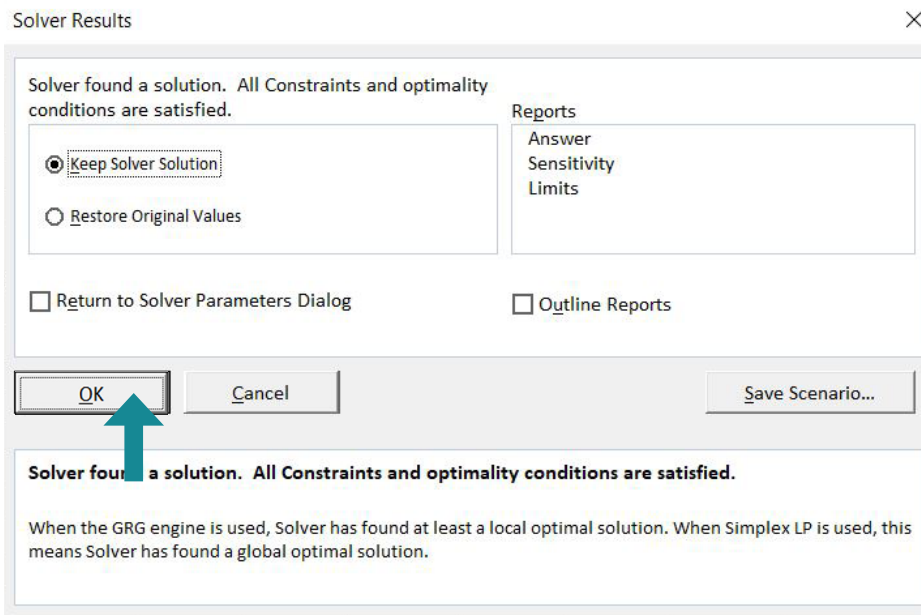 Solver Results
Solver found a solution. All Constraints and optimality
conditions are satisfied.
Keep Solver Solution
Restore Original Values
Reports
Answer
Sensitivity
Limits
Return to Solver Parameters Dialog
Outline Reports
OK
Cancel
Save Scenario...
Solver found a solution. All Constraints and optimality conditions are satisfied.
When the GRG engine is used, Solver has found at least a local optimal solution. When Simplex LP is used, this
means Solver has found a global optimal solution.